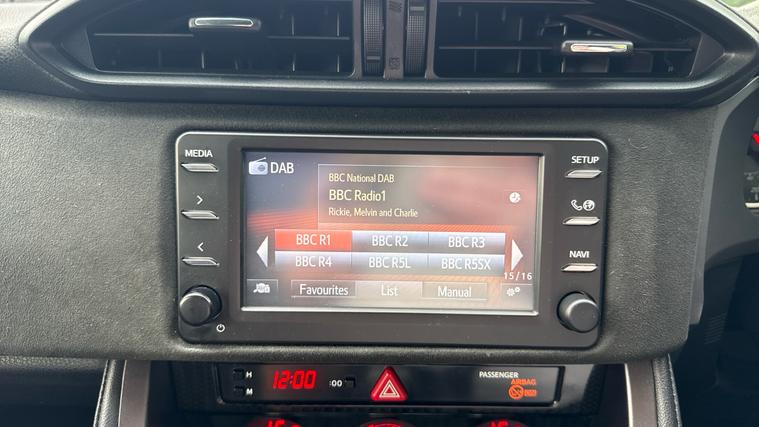 MEDIA
SETUP
DAB
BBC National DAB
BBC Radio1
Rickie, Melvin and Charlie
BBC R1 BBC R2 BBC R3
BBC R4 BBC R5L BBC R5SX
15/16
NAVI
Favourites List Manual
H
M
12:00 :00
PASSENGER
AIRBAG